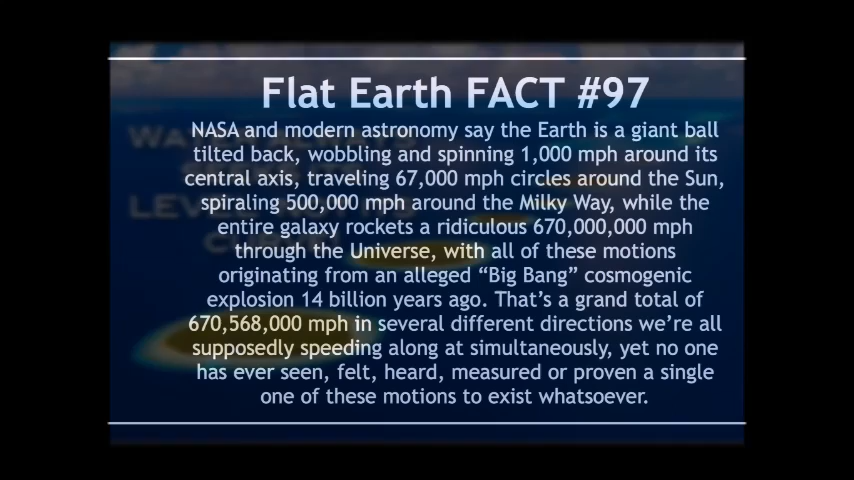 Flat Earth FACT #97
NASA and modern astronomy say the Earth is a giant ball
tilted back, wobbling and spinning 1,000 mph around its
central axis, traveling 67,000 mph circles around the Sun,
spiraling 500,000 mph around the Milky Way, while the
entire galaxy rockets a ridiculous 670,000,000 mph
through the Universe, with all of these motions
originating from an alleged “Big Bang” cosmogenic
explosion 14 billion years ago. That’s a grand total of
670,568,000 mph in several different directions we’re all
supposedly speeding along at simultaneously, yet no one
has ever seen, felt, heard, measured or proven a single
one of these motions to exist whatsoever.